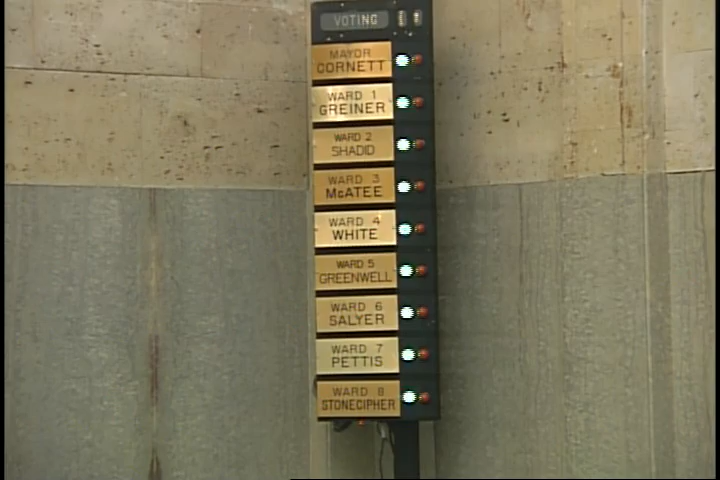 VOTING
MAYOR
CORNETT
WARD 1
GREINER
WARD 2
SHADID
WARD 3
McATEE
WARD 4
WHITE
WARD 5
GREENWELL
WARD 6
SALYER
WARD 7
PETTIS
WARD 8
STONECIPHER